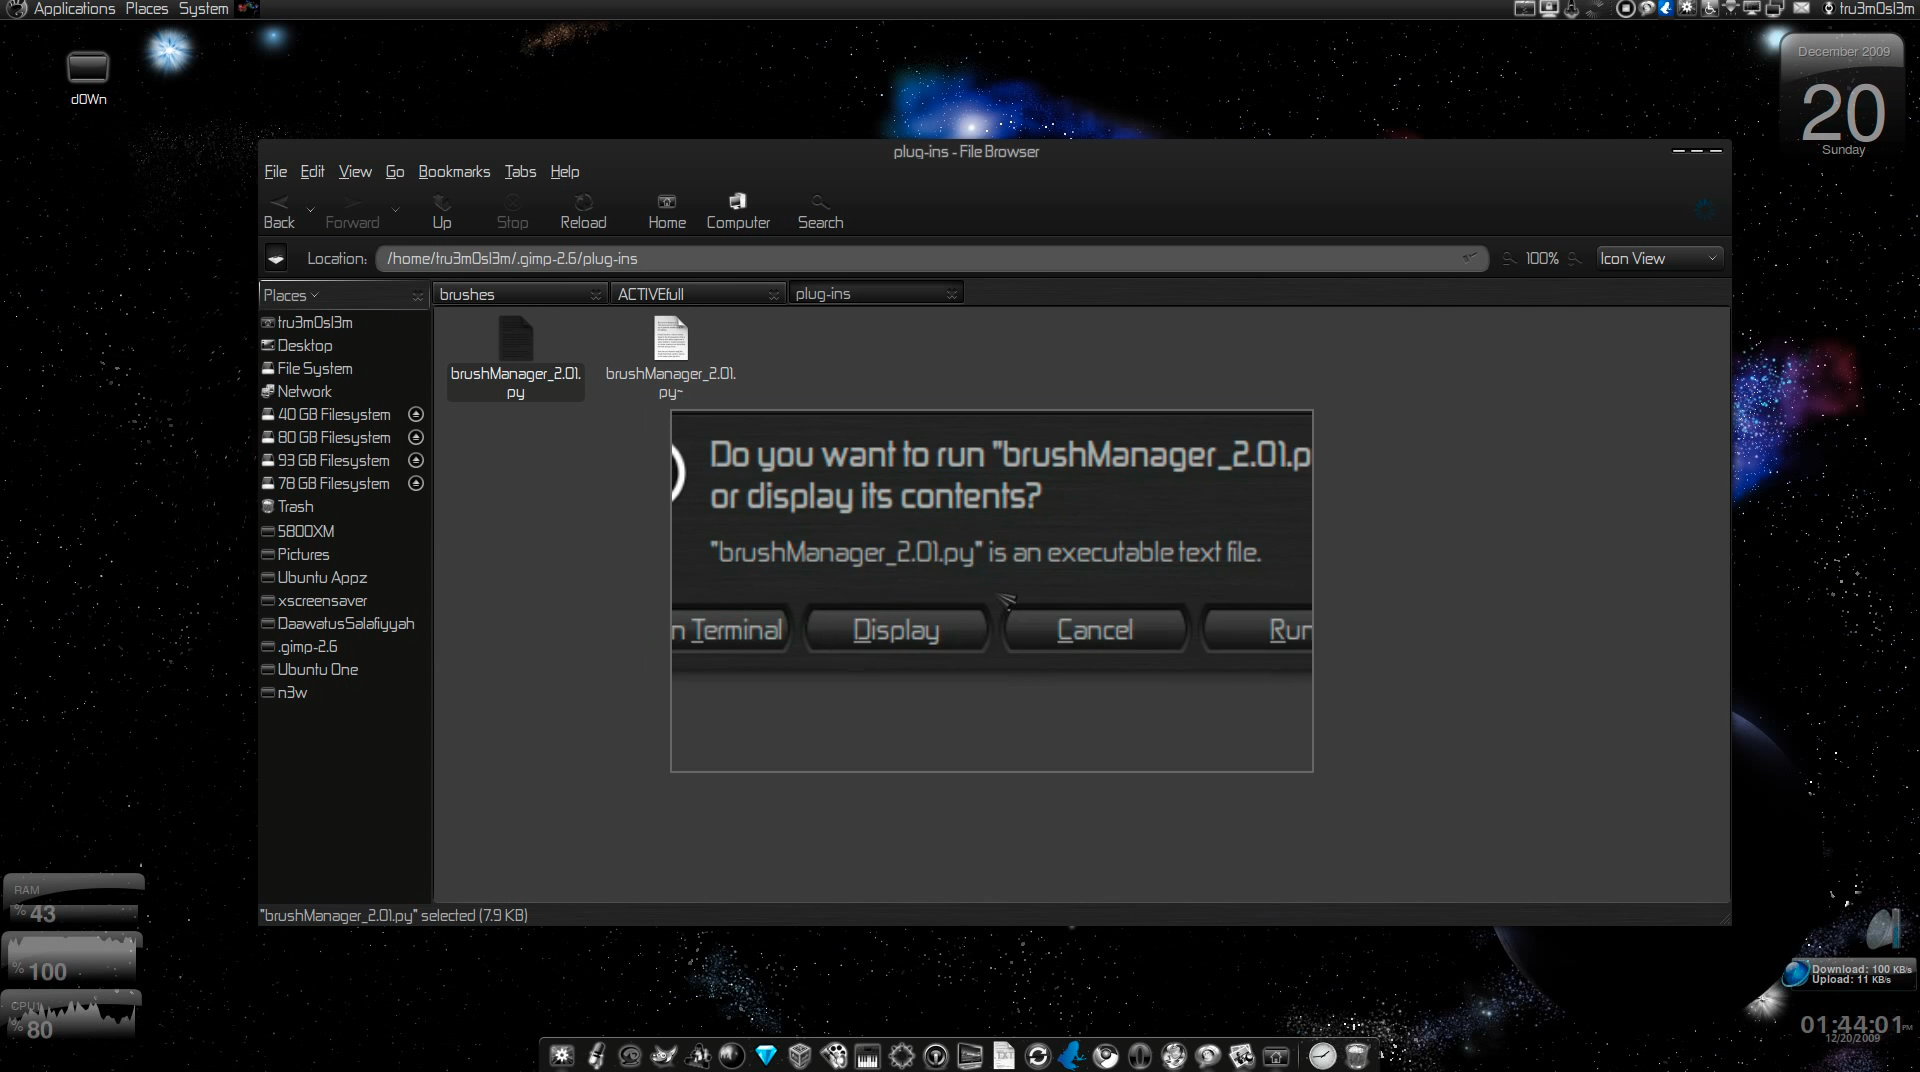 Applications Places System
tru3m0sl3m
d0Wn
December 2009
20
Sunday
plug-ins - File Browser
File Edit View Go Bookmarks Tabs Help
Back Forward Up Stop Reload Home Computer Search
Location: /home/tru3m0sl3m/.gimp-2.6/plug-ins 100% Icon View
Places brushes ACTIVEfull plug-ins
tru3m0sl3m
Desktop
File System
Network
40 GB Filesystem
80 GB Filesystem
93 GB Filesystem
78 GB Filesystem
Trash
5800XM
Pictures
Ubuntu Appz
xscreensaver
DaawatusSalafiyyah
.gimp-2.6
Ubuntu One
n3w
brushManager_2.01.
py
brushManager_2.01.
py~
Do you want to run "brushManager_2.01.p
or display its contents?
"brushManager_2.01.py" is an executable text file.
n Terminal Display Cancel Run
"brushManager_2.01.py" selected (7.9 KB)
RAM
% 43
% 100
CPU1
% 80
Download: 100 KB/s
Upload: 11 KB/s
01:44:01 PM
12/20/2009
TXT